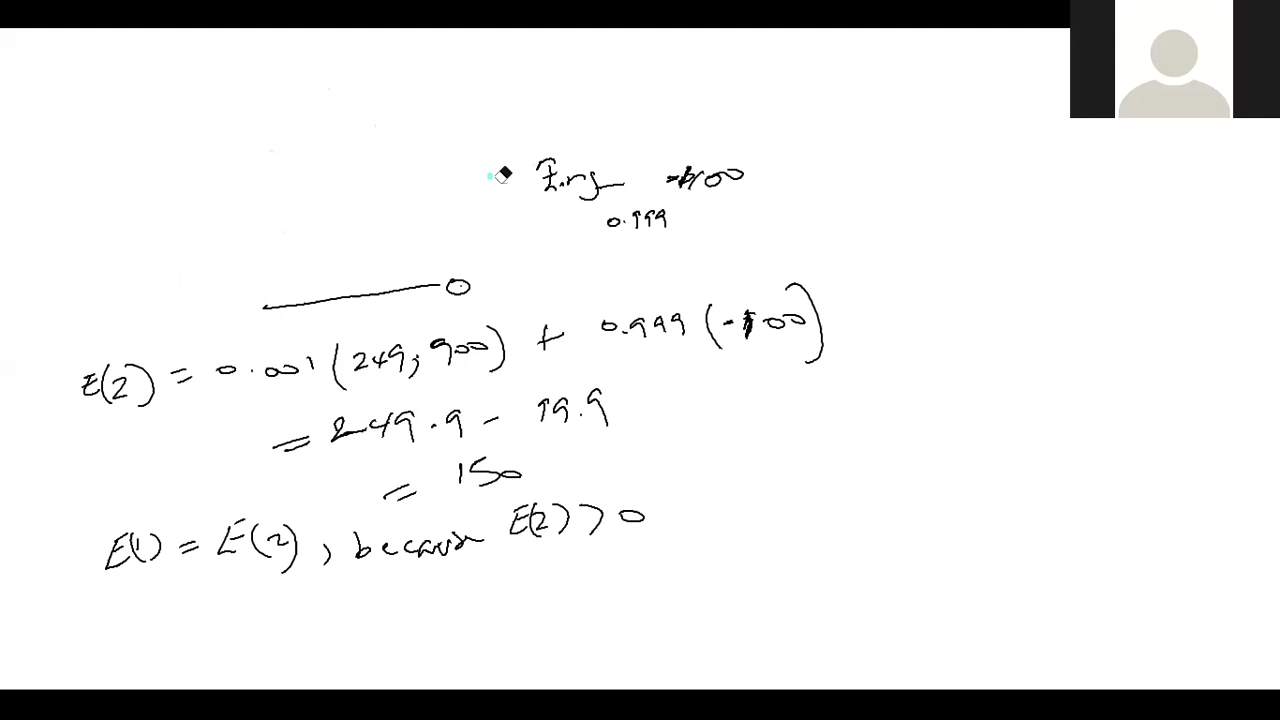 -100
0.999
E(2) = 0.001 (249,900) + 0.999 (-100)
= 249.9 - 99.9
= 150
E(1) = E(2), because E(2) > 0